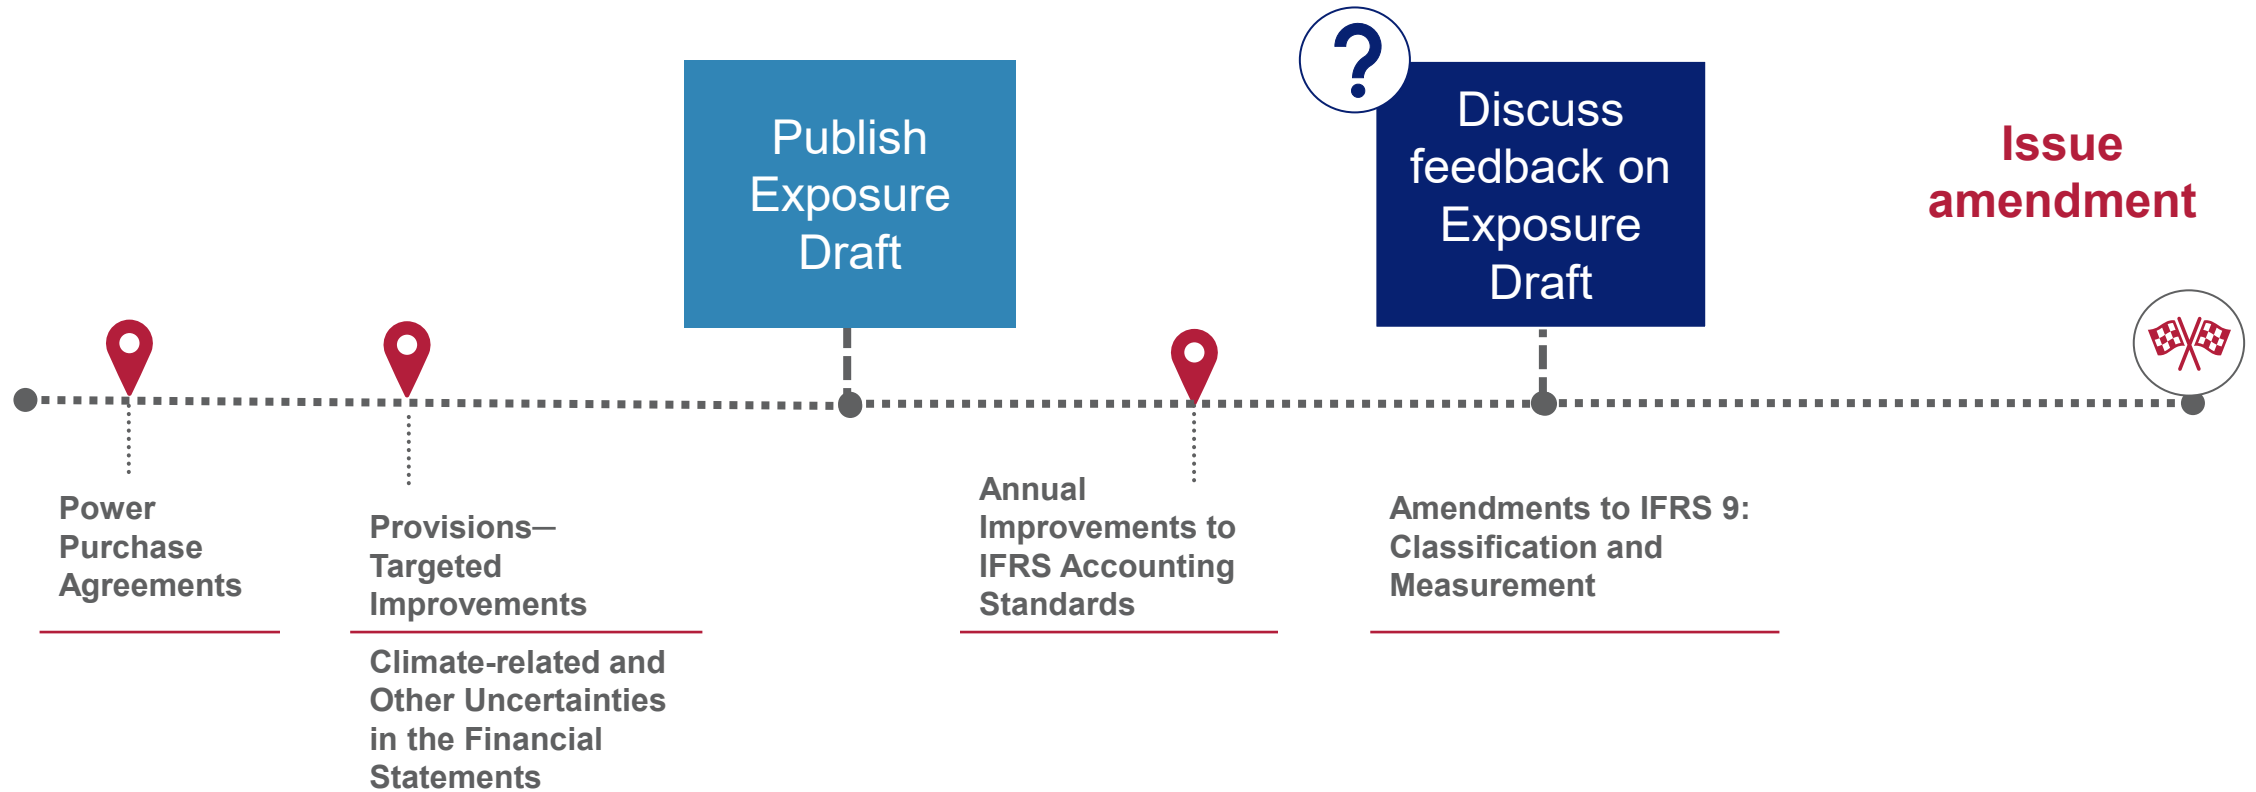 Publish
Exposure
Draft
?
Discuss
feedback on
Exposure
Draft
Issue
amendment
Power
Purchase
Agreements
Provisions—
Targeted
Improvements
Climate-related and
Other Uncertainties
in the Financial
Statements
Annual
Improvements to
IFRS Accounting
Standards
Amendments to IFRS 9:
Classification and
Measurement